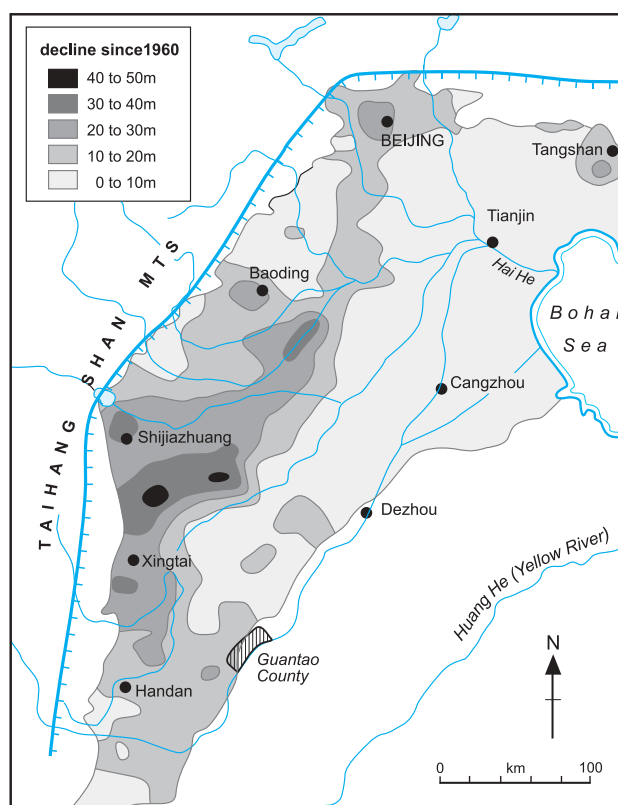 decline since1960
40 to 50m
30 to 40m
20 to 30m
10 to 20m
0 to 10m
BEIJING
Tangshan
Tianjin
Hai He
Baoding
Bohai
Sea
TAIHANG SHAN MTS
Cangzhou
Shijiazhuang
Dezhou
Xingtai
Huang He (Yellow River)
Guantao
County
N
Handan
0 km 100